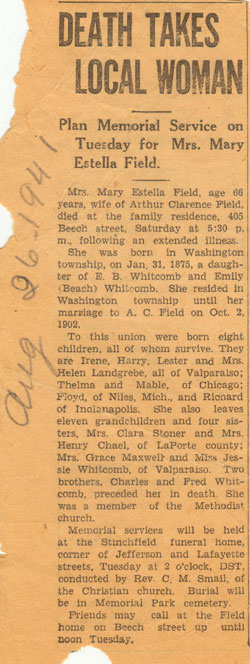 DEATH TAKES
LOCAL WOMAN
Plan Memorial Service on
Tuesday for Mrs. Mary
Estella Field.
Mrs. Mary Estella Field, age 66
years, wife of Arthur Clarence Field,
died at the family residence, 405
Beech street, Saturday at 5:30 p.
m., following an extended illness.
She was born in Washington
township, on Jan. 31, 1875, a daugh-
ter of E. B. Whitcomb and Emily
(Beach) Whitcomb. She resided in
Washington township until her
marriage to A. C. Field on Oct. 2,
1902.
To this union were born eight
children, all of whom survive. They
are Irene, Harry, Lester and Mrs.
Helen Landgrebe, all of Valparaiso;
Thelma and Mable, of Chicago;
Floyd, of Niles, Mich., and Richard
of Indianapolis. She also leaves
eleven grandchildren and four sis-
ters, Mrs. Clara Stoner and Mrs.
Henry Chael, of LaPorte county;
Mrs. Grace Maxwell and Miss Jes-
sie Whitcomb, of Valparaiso. Two
brothers, Charles and Fred Whit-
comb, preceded her in death. She
was a member of the Methodist
church.
Memorial services will be held
at the Stinchfield funeral home,
corner of Jefferson and Lafayette
streets, Tuesday at 2 o'clock, DST,
conducted by Rev. C. M. Smail, of
the Christian church. Burial will
be in Memorial Park cemetery.
Friends may call at the Field
home on Beech street up until
noon Tuesday.
Aug 26-1941